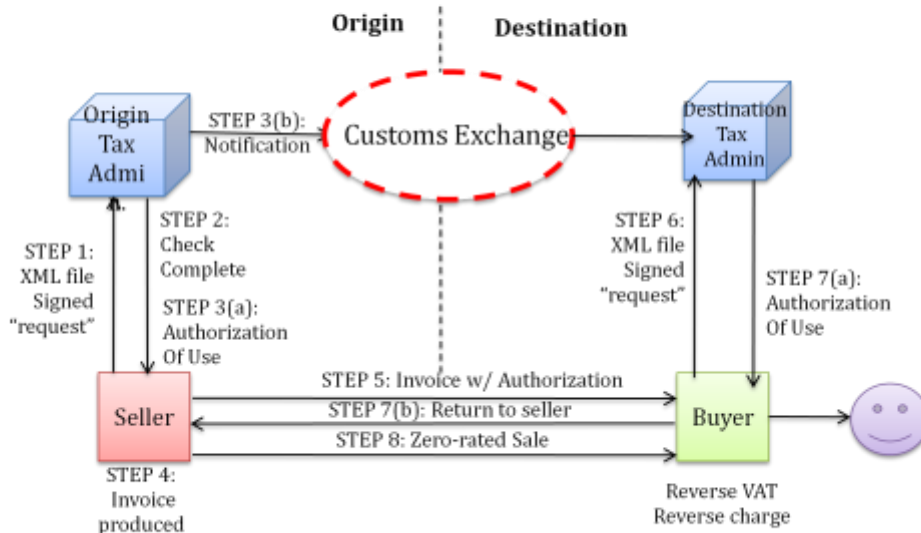 Origin
Destination
Origin
Tax
Admi
n.
STEP 3(b):
Notification
Customs Exchange
Destination
Tax
Admin
STEP 1:
XML file
Signed
“request”
STEP 2:
Check
Complete
STEP 3(a):
Authorization
Of Use
STEP 6:
XML file
Signed
“request”
STEP 7(a):
Authorization
Of Use
Seller
STEP 5: Invoice w/ Authorization
STEP 7(b): Return to seller
STEP 8: Zero-rated Sale
Buyer
STEP 4:
Invoice
produced
Reverse VAT
Reverse charge